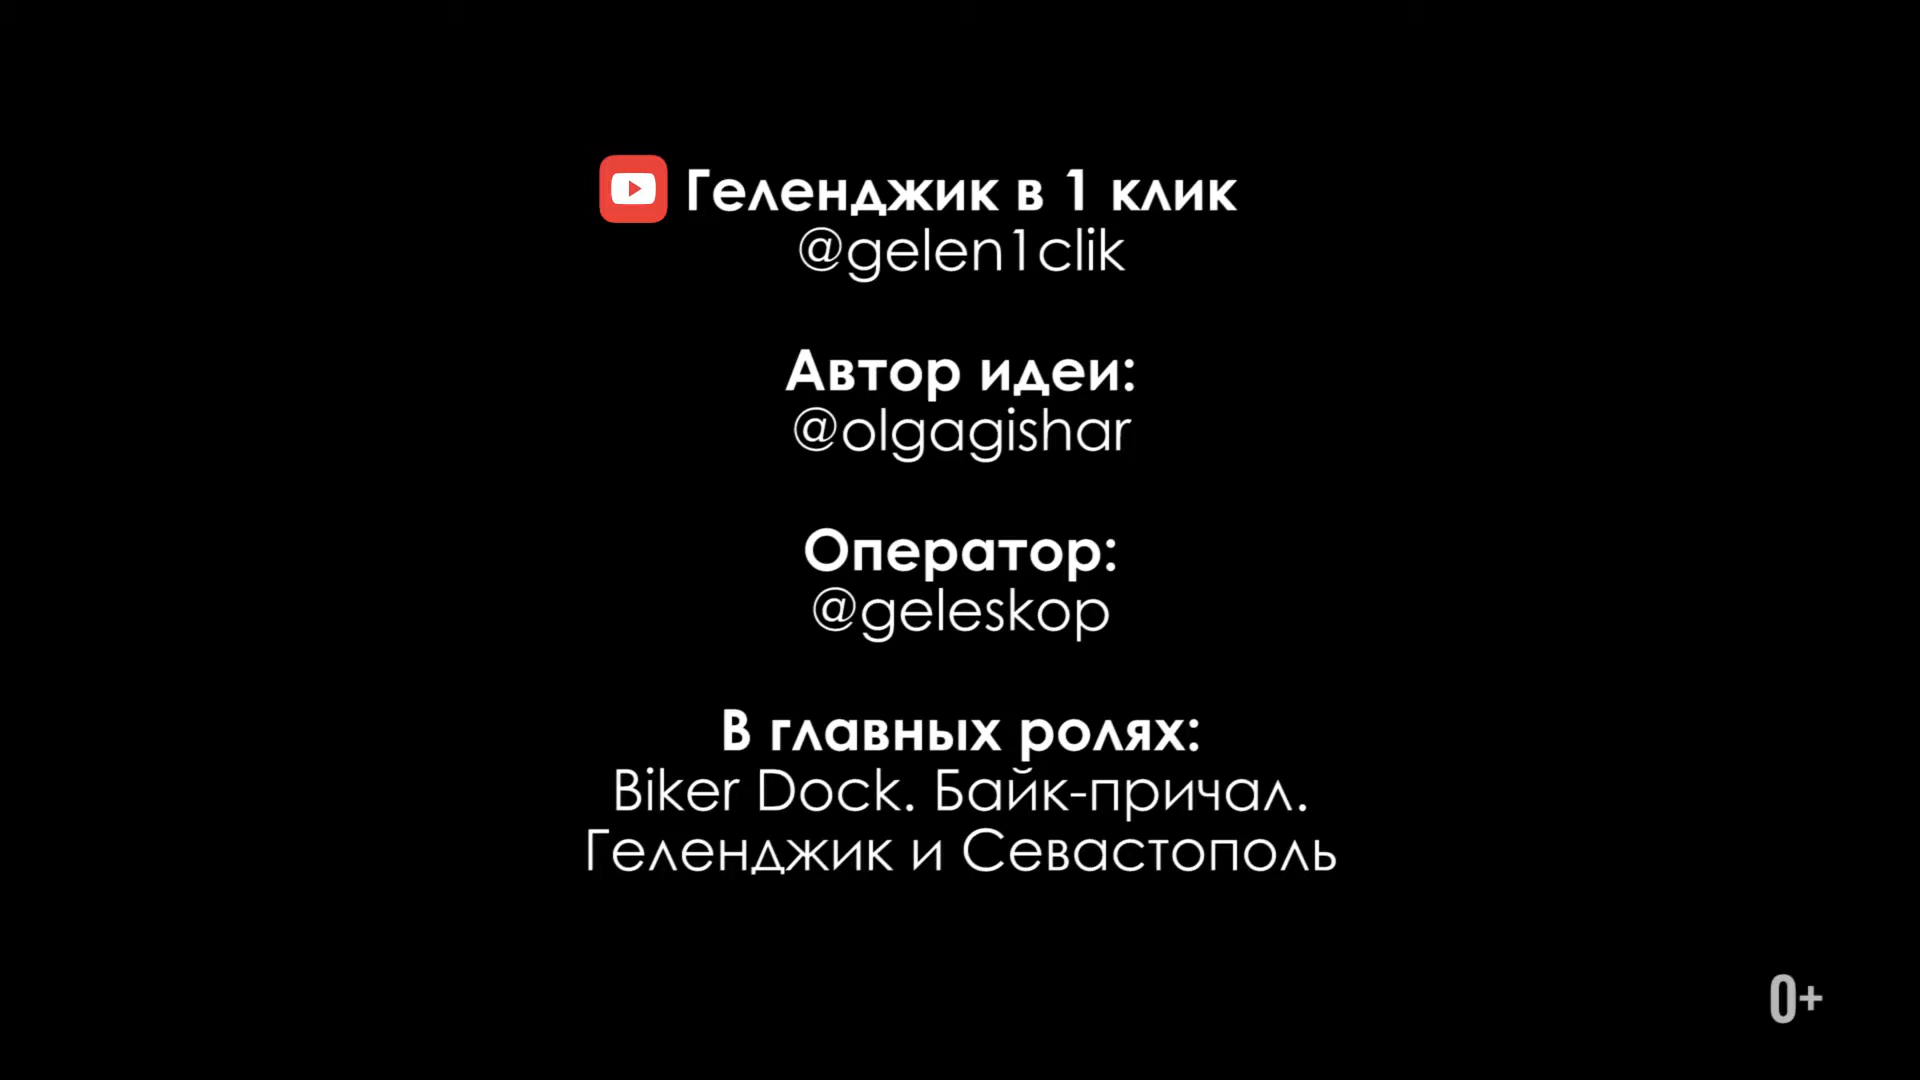 Геленджик в 1 клик
@gelen1clik
Автор идеи:
@olgagishar
Оператор:
@geleskop
В главных ролях:
Biker Dock. Байк-причал.
Геленджик и Севастополь
0+